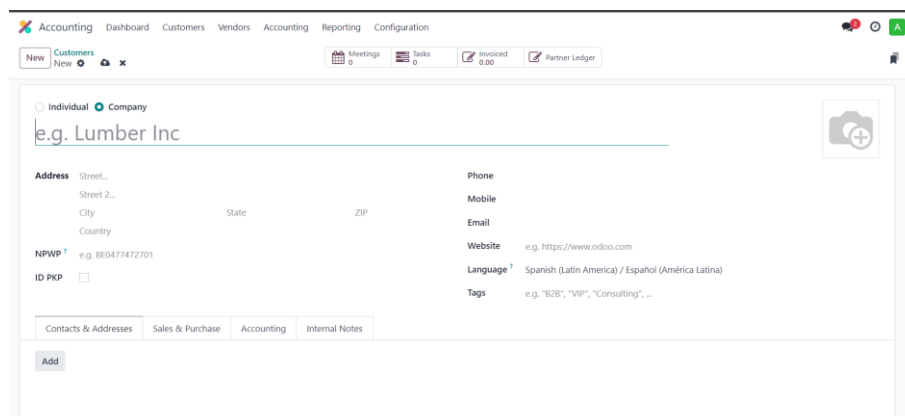 Accounting Dashboard Customers Vendors Accounting Reporting Configuration 2 A
New Customers Meetings 0 Tasks 0 Invoiced 0.00 Partner Ledger
New
Individual Company
e.g. Lumber Inc
Address Street... Phone
Street 2... Mobile
City State ZIP
Email
Country
Website e.g. https://www.odoo.com
NPWP ? e.g. BE0477472701
Language ? Spanish (Latin America) / Español (América Latina)
ID PKP
Tags e.g. "B2B", "VIP", "Consulting", ...
Contacts & Addresses Sales & Purchase Accounting Internal Notes
Add